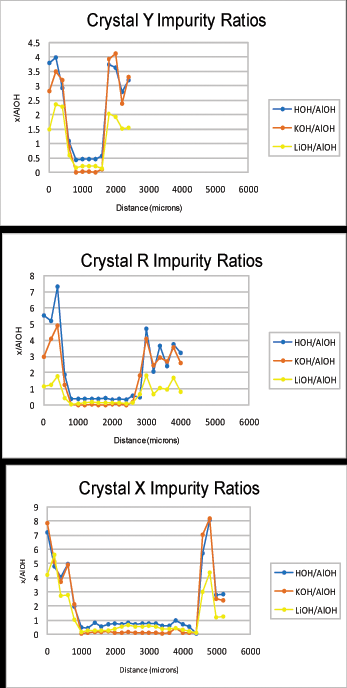 Crystal Y Impurity Ratios
4.5
4
3.5
3
2.5
2
1.5
1
0.5
0
x/AlOH
0 1000 2000 3000 4000 5000 6000
Distance (microns)
HOH/AlOH
KOH/AlOH
LiOH/AlOH
Crystal R Impurity Ratios
8
7
6
5
4
3
2
1
0
x/AlOH
0 1000 2000 3000 4000 5000 6000
Distance (microns)
HOH/AlOH
KOH/AlOH
LiOH/AlOH
Crystal X Impurity Ratios
9
8
7
6
5
4
3
2
1
0
x/AlOH
0 1000 2000 3000 4000 5000 6000
Distance (microns)
HOH/AlOH
KOH/AlOH
LiOH/AlOH